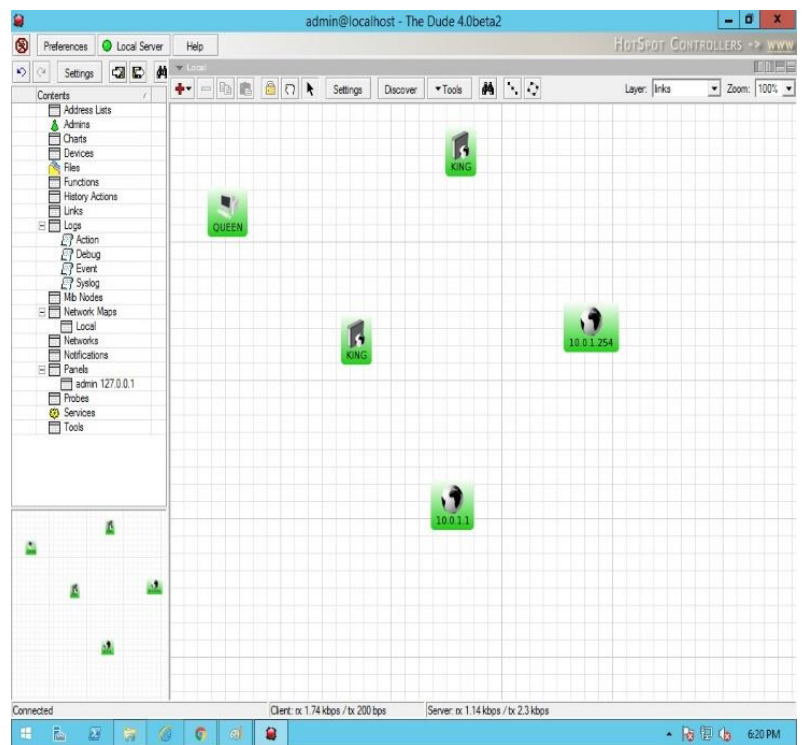 admin@localhost - The Dude 4.0beta2
Preferences Local Server Help
HotSpot Controllers -> www
Settings
Local
Settings Discover Tools Layer: links Zoom: 100%
Contents
Address Lists
Admins
Charts
Devices
Files
Functions
History Actions
Links
Logs
Action
Debug
Event
Syslog
Mib Nodes
Network Maps
Local
Networks
Notifications
Panels
admin 127.0.0.1
Probes
Services
Tools
KING
QUEEN
10.0.1.254
KING
10.0.1.1
Connected Client: rx 1.74 kbps / tx 200 bps Server: rx 1.14 kbps / tx 2.3 kbps
6:20 PM